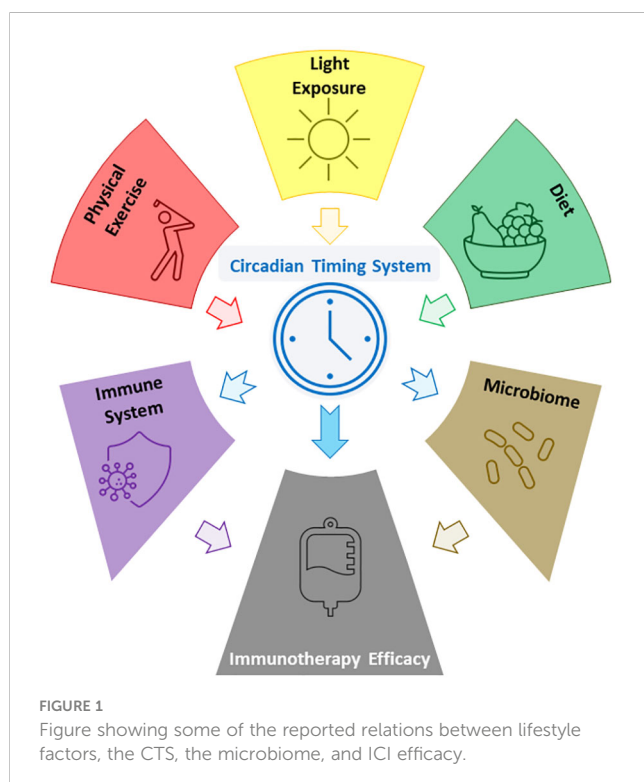 Light
Exposure
Physical
Exercise
Diet
Circadian Timing System
Immune
System
Microbiome
Immunotherapy Efficacy
FIGURE 1
Figure showing some of the reported relations between lifestyle
factors, the CTS, the microbiome, and ICI efficacy.